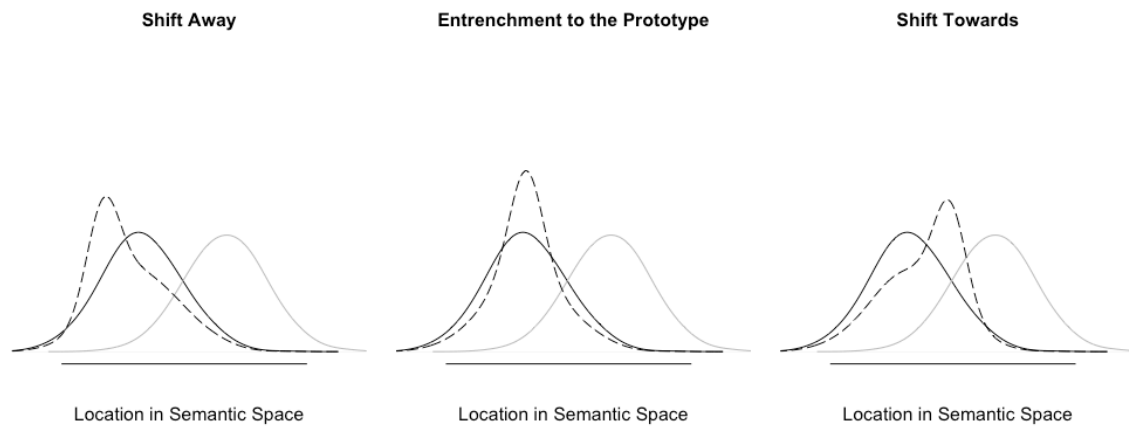 Shift Away
Entrenchment to the Prototype
Shift Towards
Location in Semantic Space
Location in Semantic Space
Location in Semantic Space